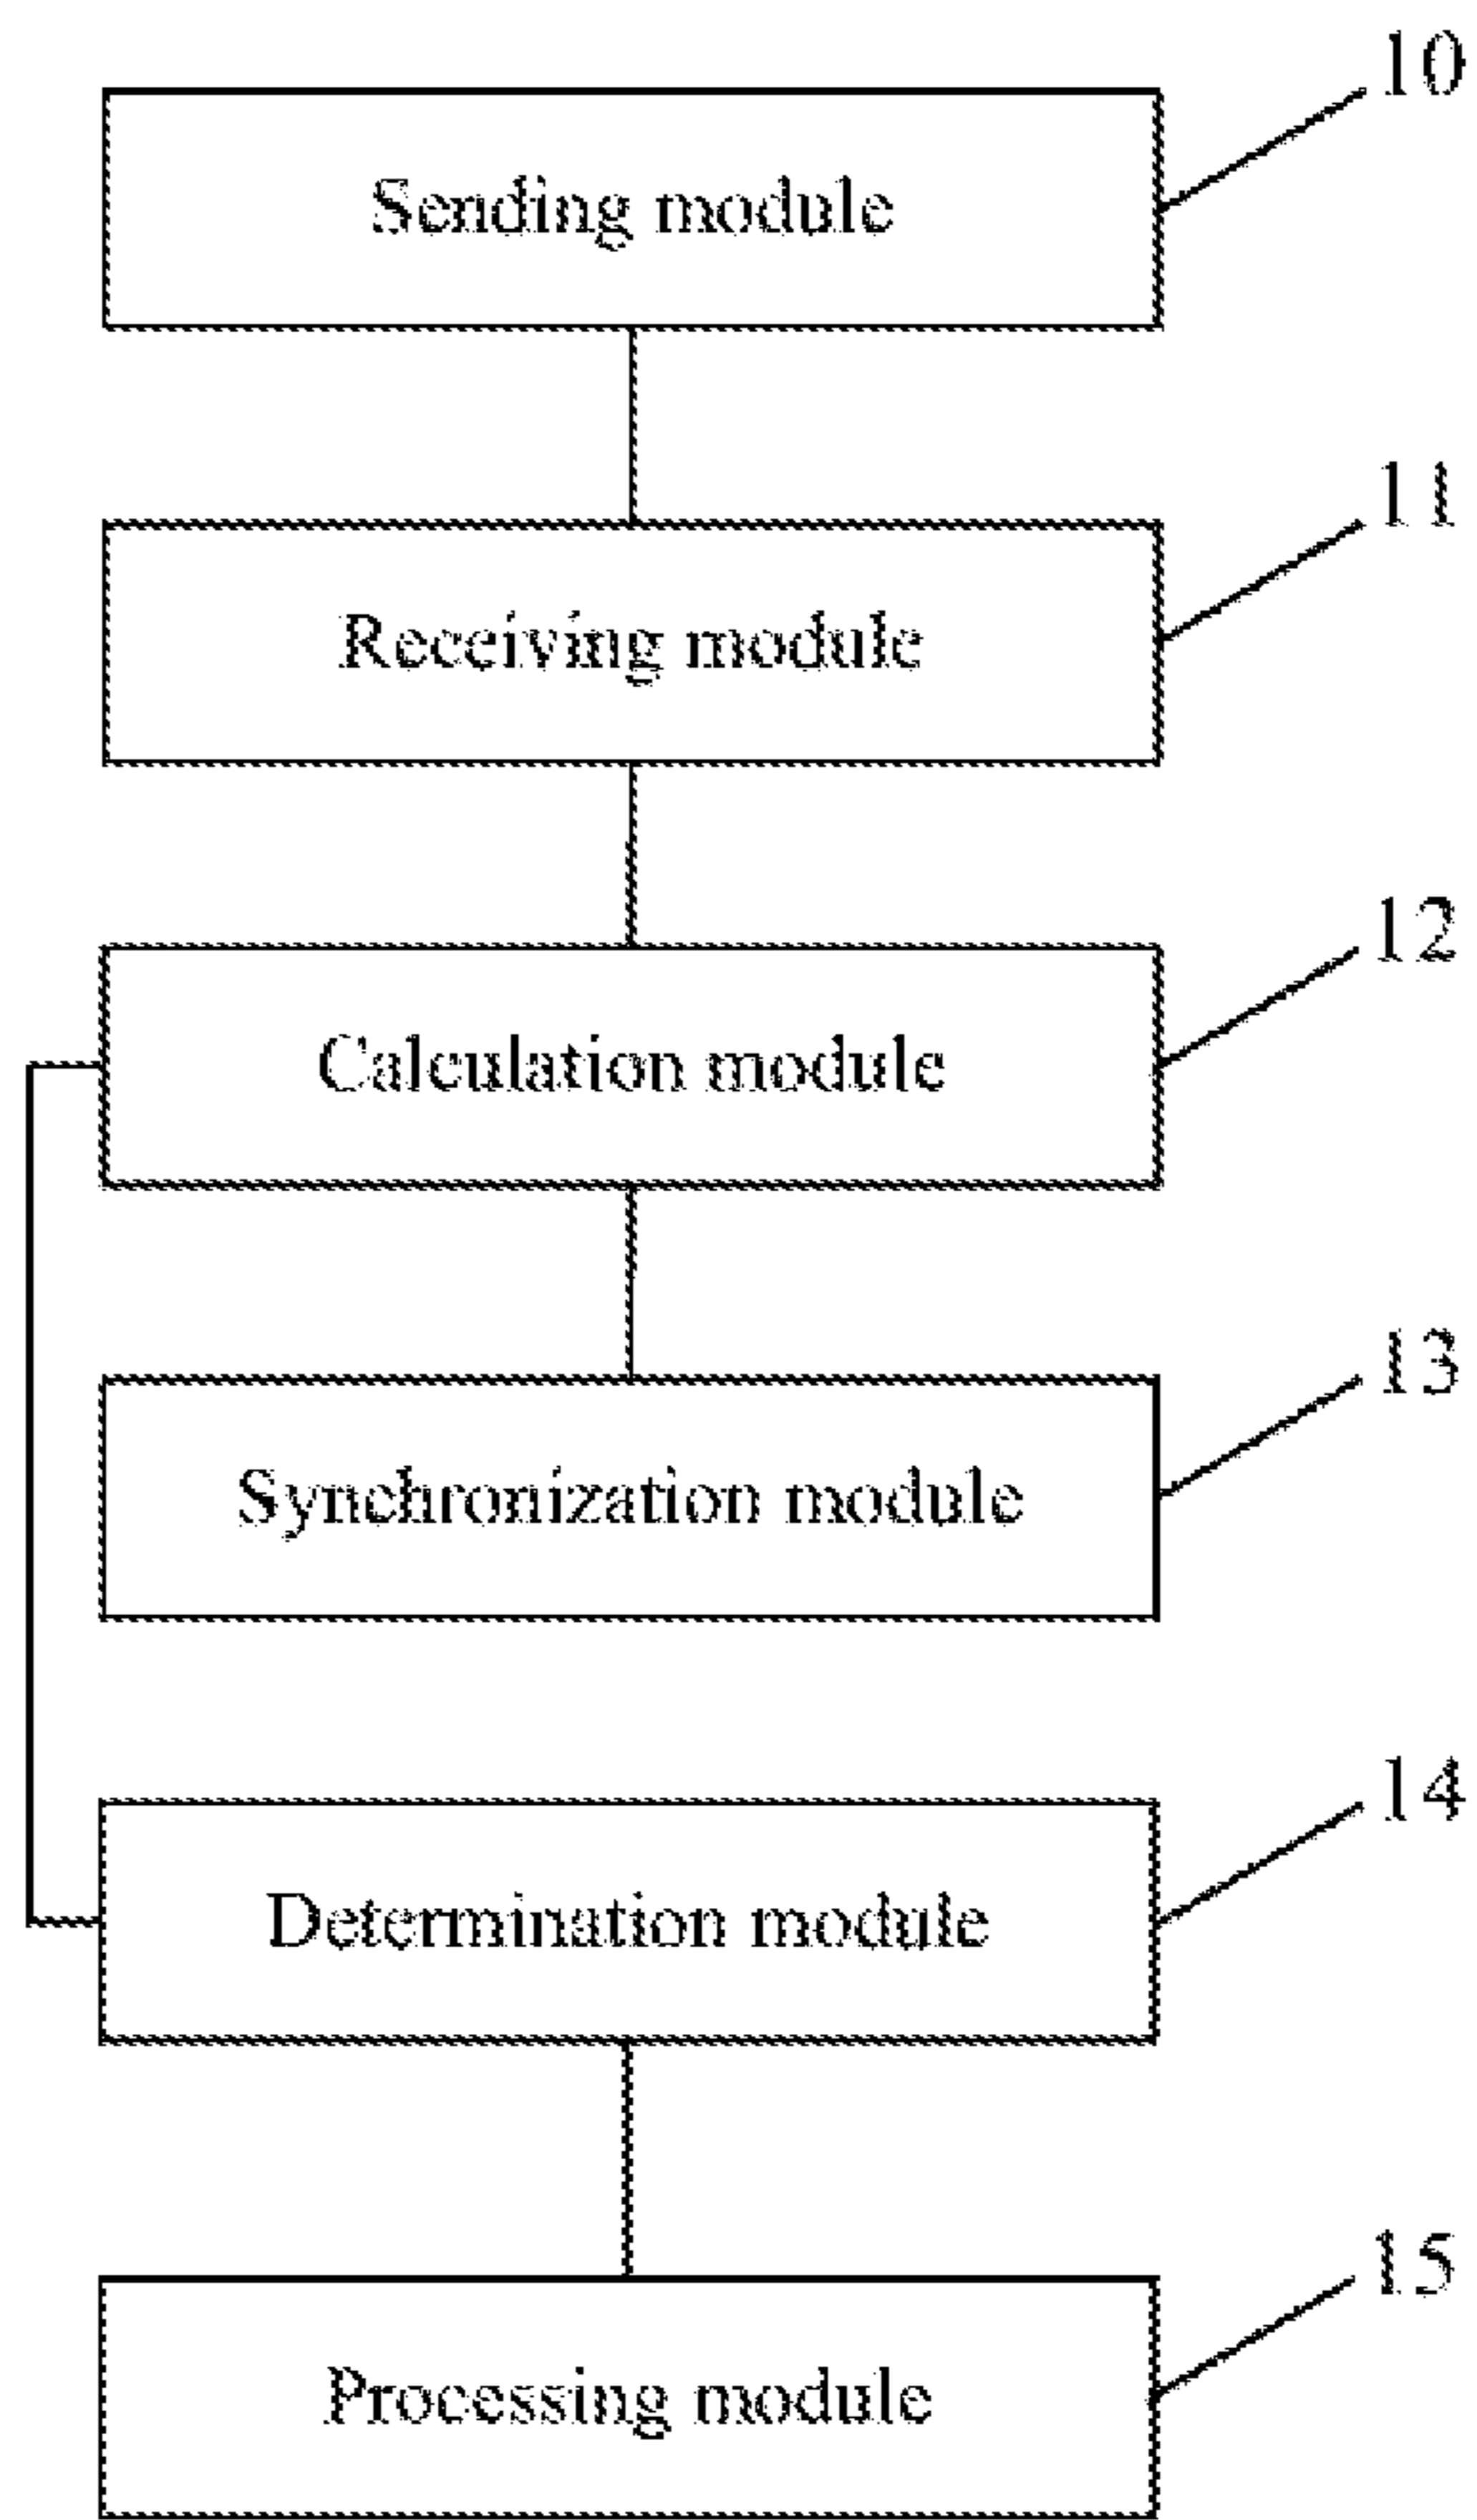 10
Sending module
11
Receiving module
12
Calculation module
13
Synchronization module
14
Determination module
15
Processing module